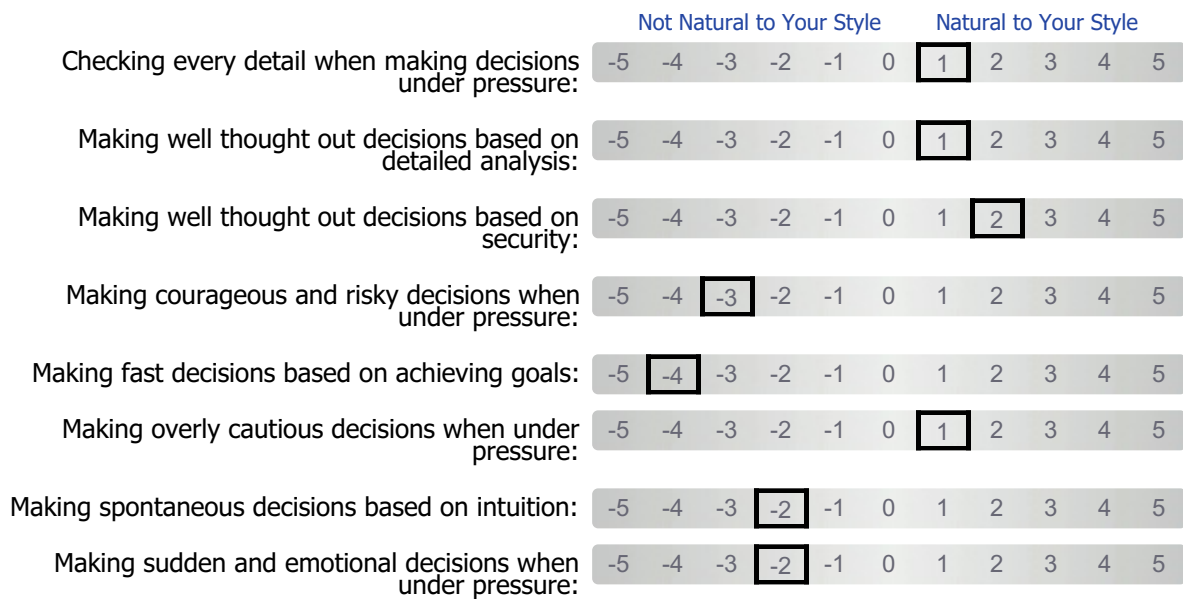 Not Natural to Your Style Natural to Your Style
Checking every detail when making decisions
under pressure:
-5 -4 -3 -2 -1 0 1 2 3 4 5
Making well thought out decisions based on
detailed analysis:
-5 -4 -3 -2 -1 0 1 2 3 4 5
Making well thought out decisions based on
security:
-5 -4 -3 -2 -1 0 1 2 3 4 5
Making courageous and risky decisions when
under pressure:
-5 -4 -3 -2 -1 0 1 2 3 4 5
Making fast decisions based on achieving goals:
-5 -4 -3 -2 -1 0 1 2 3 4 5
Making overly cautious decisions when under
pressure:
-5 -4 -3 -2 -1 0 1 2 3 4 5
Making spontaneous decisions based on intuition:
-5 -4 -3 -2 -1 0 1 2 3 4 5
Making sudden and emotional decisions when
under pressure:
-5 -4 -3 -2 -1 0 1 2 3 4 5